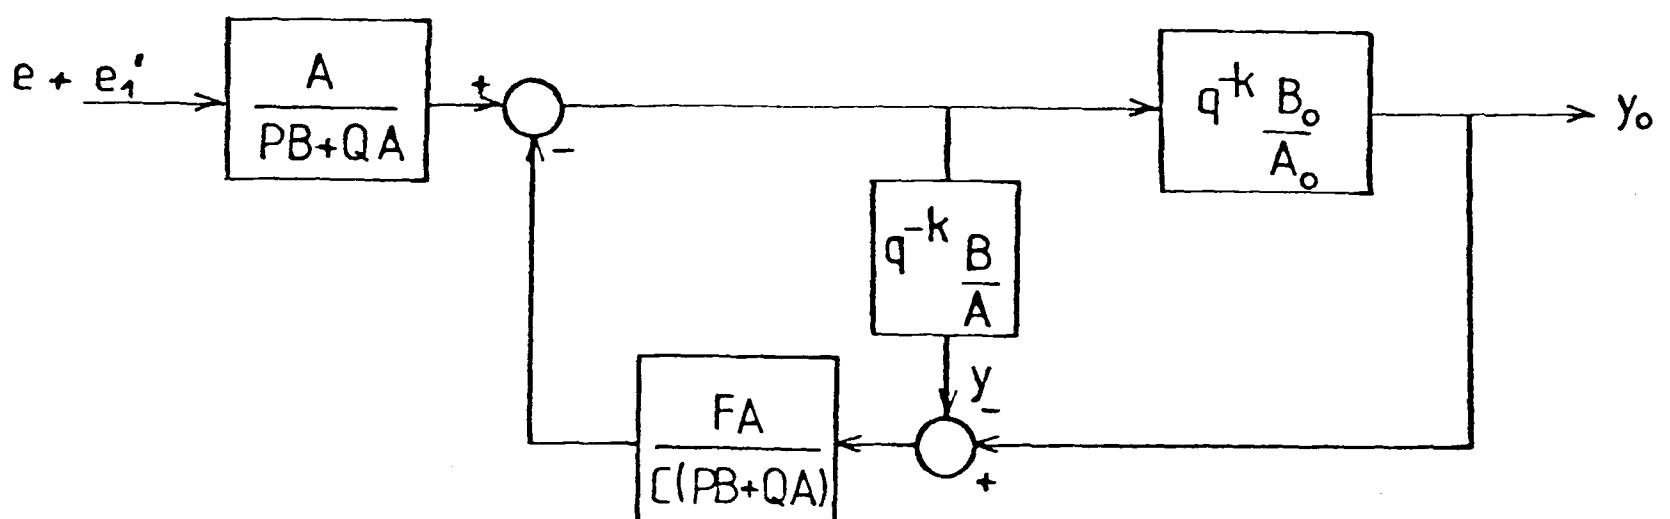 e + e₁'
A
PB+QA
+
-
q⁻ᵏ B₀
A₀
y₀
q⁻ᵏ B
A
y
-
+
FA
C(PB+QA)